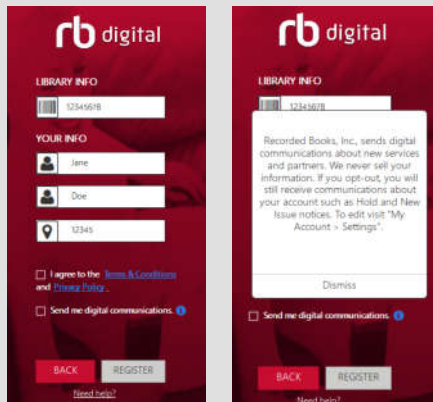 rb digital
LIBRARY INFO
12345678
YOUR INFO
Jane
Doe
12345
I agree to the Terms & Conditions
and Privacy Policy.
Send me digital communications. i
BACK
REGISTER
Need help?
rb digital
LIBRARY INFO
12345678
Recorded Books, Inc., sends digital
communications about new services
and partners. We never sell your
information. If you opt-out, you will
still receive communications about
your account such as Hold and New
Issue notices. To edit visit "My
Account > Settings".
Dismiss
Send me digital communications. i
BACK
REGISTER
Need help?